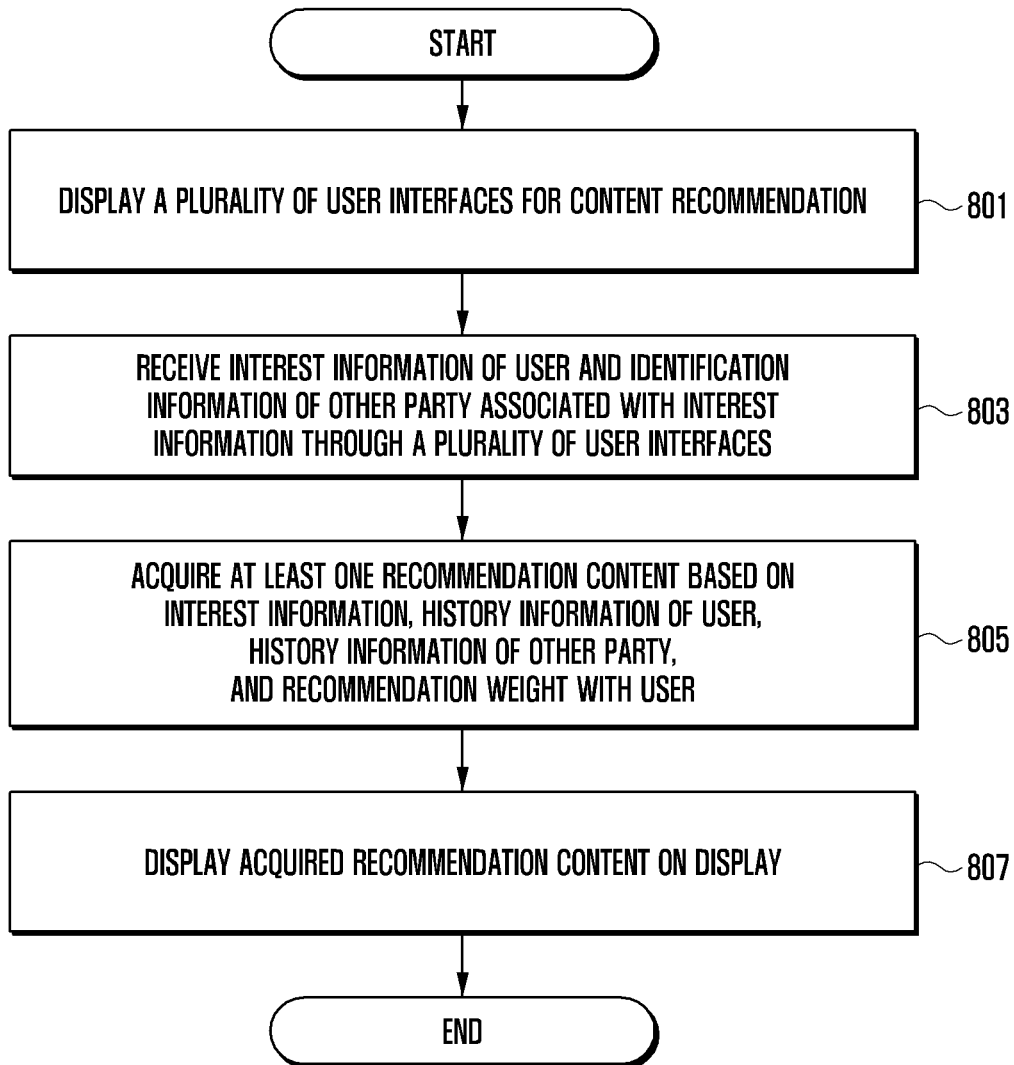 START
DISPLAY A PLURALITY OF USER INTERFACES FOR CONTENT RECOMMENDATION
801
RECEIVE INTEREST INFORMATION OF USER AND IDENTIFICATION
INFORMATION OF OTHER PARTY ASSOCIATED WITH INTEREST
INFORMATION THROUGH A PLURALITY OF USER INTERFACES
803
ACQUIRE AT LEAST ONE RECOMMENDATION CONTENT BASED ON
INTEREST INFORMATION, HISTORY INFORMATION OF USER,
HISTORY INFORMATION OF OTHER PARTY,
AND RECOMMENDATION WEIGHT WITH USER
805
DISPLAY ACQUIRED RECOMMENDATION CONTENT ON DISPLAY
807
END